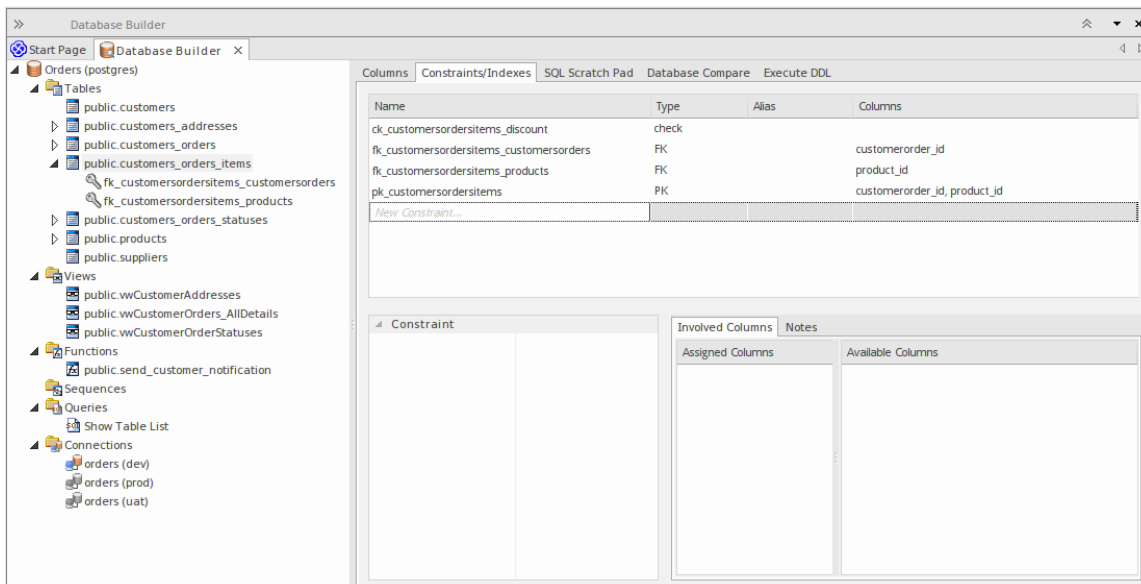 Database Builder
Start Page Database Builder
Orders (postgres)
Tables
public.customers
public.customers_addresses
public.customers_orders
public.customers_orders_items
fk_customersordersitems_customersorders
fk_customersordersitems_products
public.customers_orders_statuses
public.products
public.suppliers
Views
public.vwCustomerAddresses
public.vwCustomerOrders_AllDetails
public.vwCustomerOrderStatuses
Functions
public.send_customer_notification
Sequences
Queries
Show Table List
Connections
orders (dev)
orders (prod)
orders (uat)
Columns Constraints/Indexes SQL Scratch Pad Database Compare Execute DDL
Name Type Alias Columns
ck_customersordersitems_discount check
fk_customersordersitems_customersorders FK customerorder_id
fk_customersordersitems_products FK product_id
pk_customersordersitems PK customerorder_id, product_id
New Constraint...
Constraint
Involved Columns Notes
Assigned Columns Available Columns